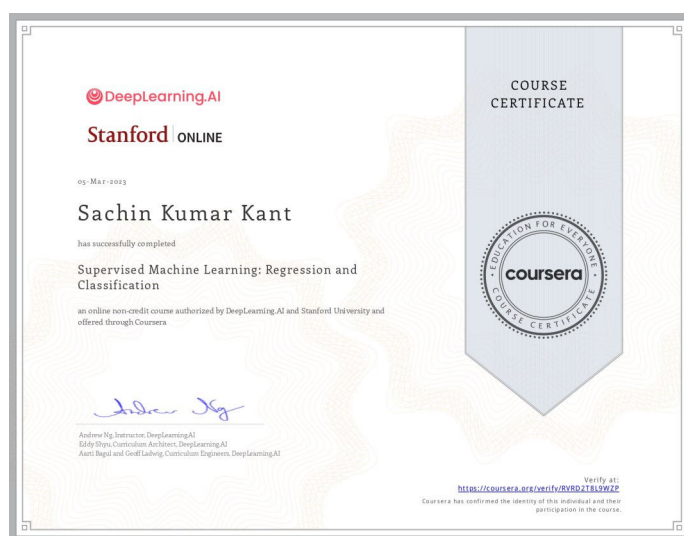 DeepLearning.AI
Stanford ONLINE
05-Mar-2023
Sachin Kumar Kant
has successfully completed
Supervised Machine Learning: Regression and
Classification
an online non-credit course authorized by DeepLearning.AI and Stanford University and
offered through Coursera
Andrew Ng
Andrew Ng, Instructor, DeepLearning.AI
Eddy Shyu, Curriculum Architect, DeepLearning.AI
Aarti Bagul and Geoff Ladwig, Curriculum Engineers, DeepLearning.AI
COURSE
CERTIFICATE
EDUCATION FOR EVERYONE
coursera
COURSE CERTIFICATE
Verify at:
https://coursera.org/verify/RVRD2T8L9WZP
Coursera has confirmed the identity of this individual and their
participation in the course.